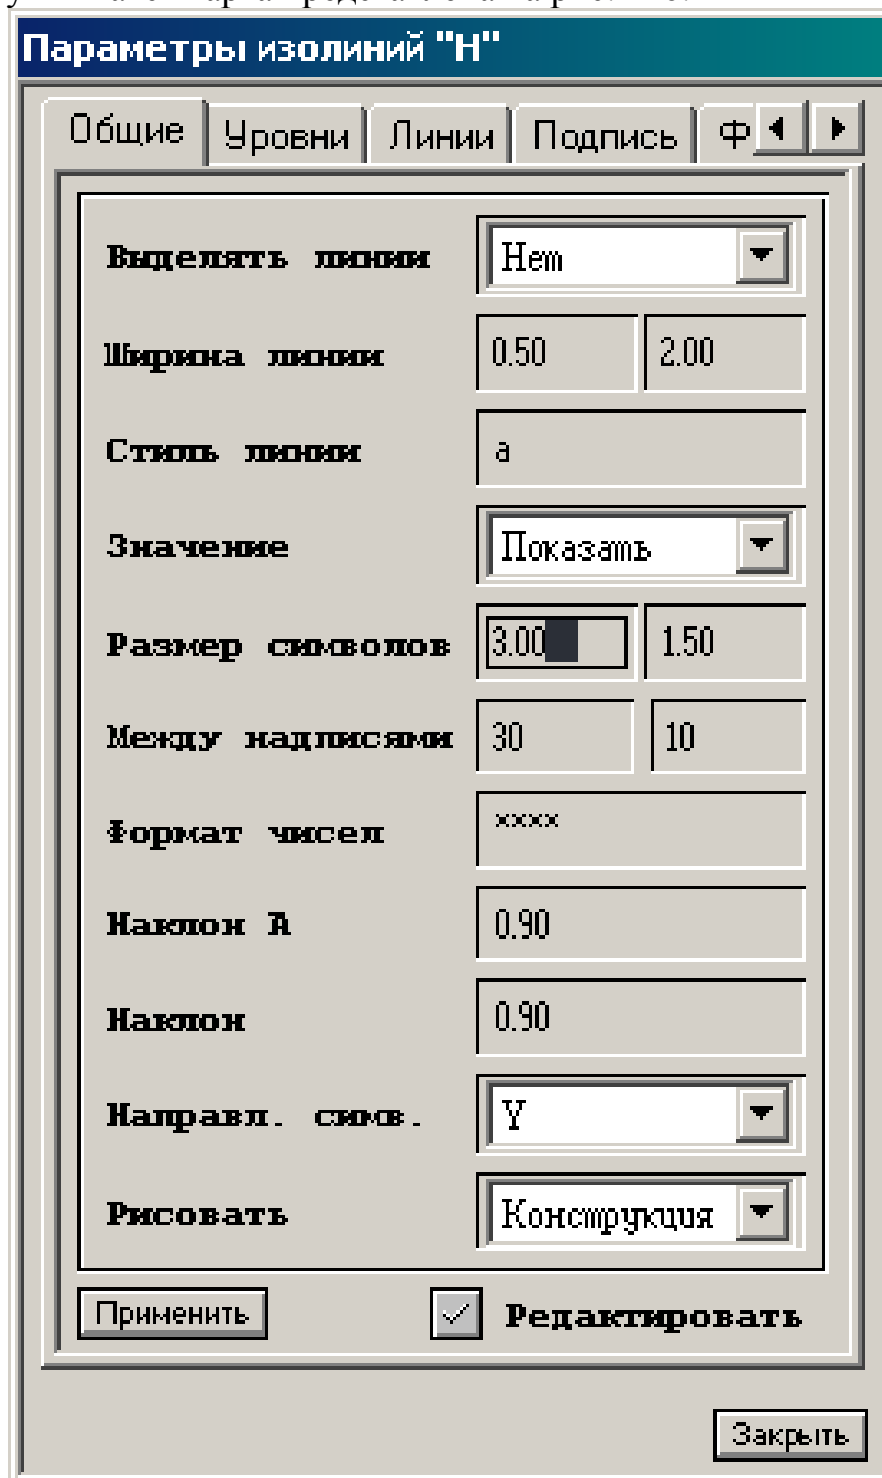 Параметры изолиний "Н"
Общие Уровни Линии Подпись Ф
Выделять линии Нет
Ширина линии 0.50 2.00
Стиль линии а
Значение Показать
Размер символов 3.00 1.50
Между надписями 30 10
Формат чисел xxxx
Наклон А 0.90
Наклон 0.90
Направл. симв. Y
Рисовать Конструкция
Применить Редактировать
Закрыть